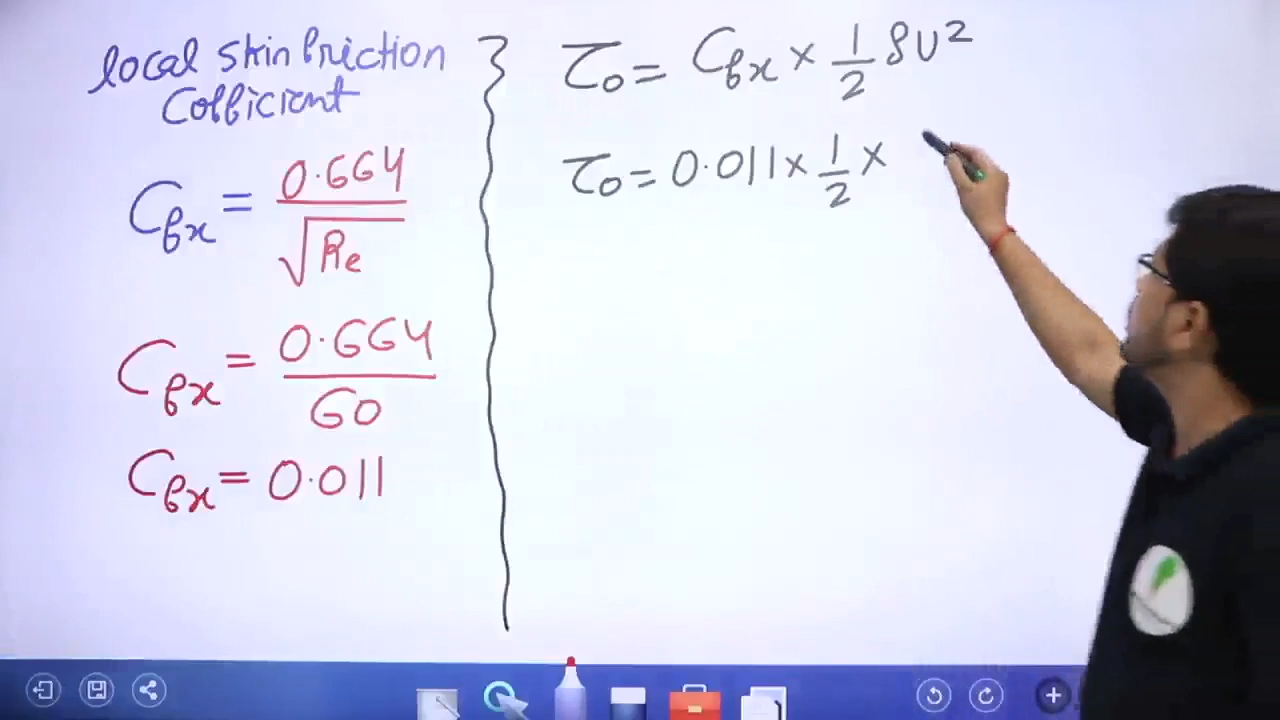 local skin friction
Cofficient
Cfx = 0.664 / √Re
Cfx = 0.664 / 60
Cfx = 0.011
τo = Cfx × 1/2 ρU²
τo = 0.011 × 1/2 ×